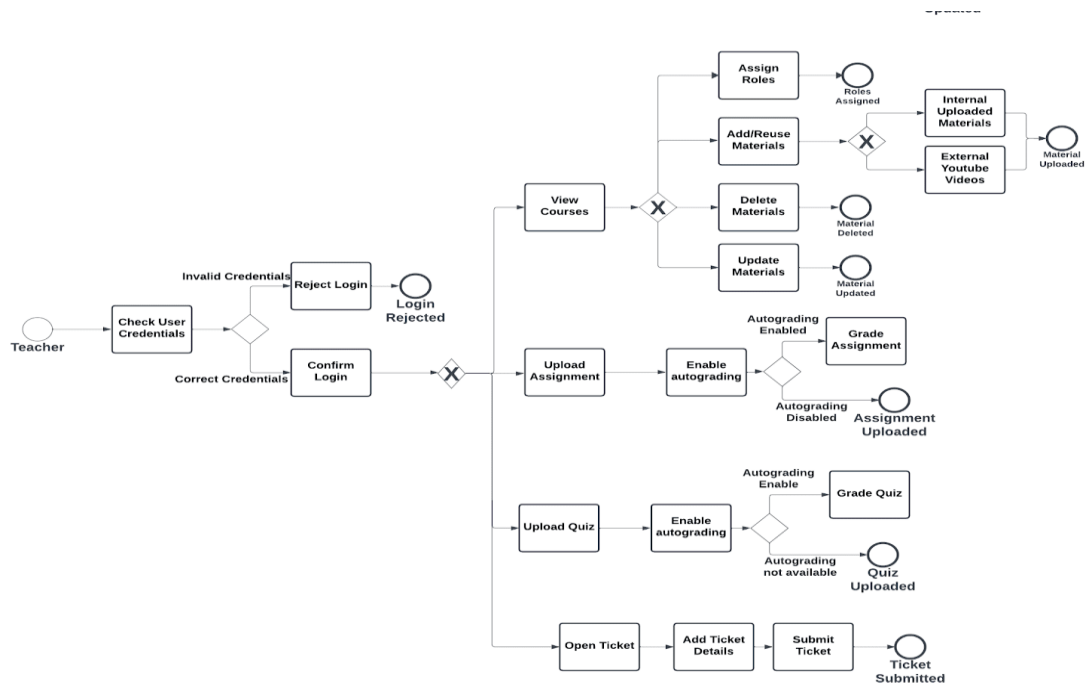 Updated
Assign
Roles
Roles
Assigned
Internal
Uploaded
Materials
Add/Reuse
Materials
X
Material
Uploaded
External
Youtube
Videos
View
Courses
X
Delete
Materials
Material
Deleted
Update
Materials
Material
Updated
Invalid Credentials
Reject Login
Login
Rejected
Teacher
Check User
Credentials
Correct Credentials
Confirm
Login
X
Upload
Assignment
Enable
autograding
Autograding
Enabled
Grade
Assignment
Autograding
Disabled
Assignment
Uploaded
Upload Quiz
Enable
autograding
Autograding
Enable
Grade Quiz
Autograding
not available
Quiz
Uploaded
Open Ticket
Add Ticket
Details
Submit
Ticket
Ticket
Submitted